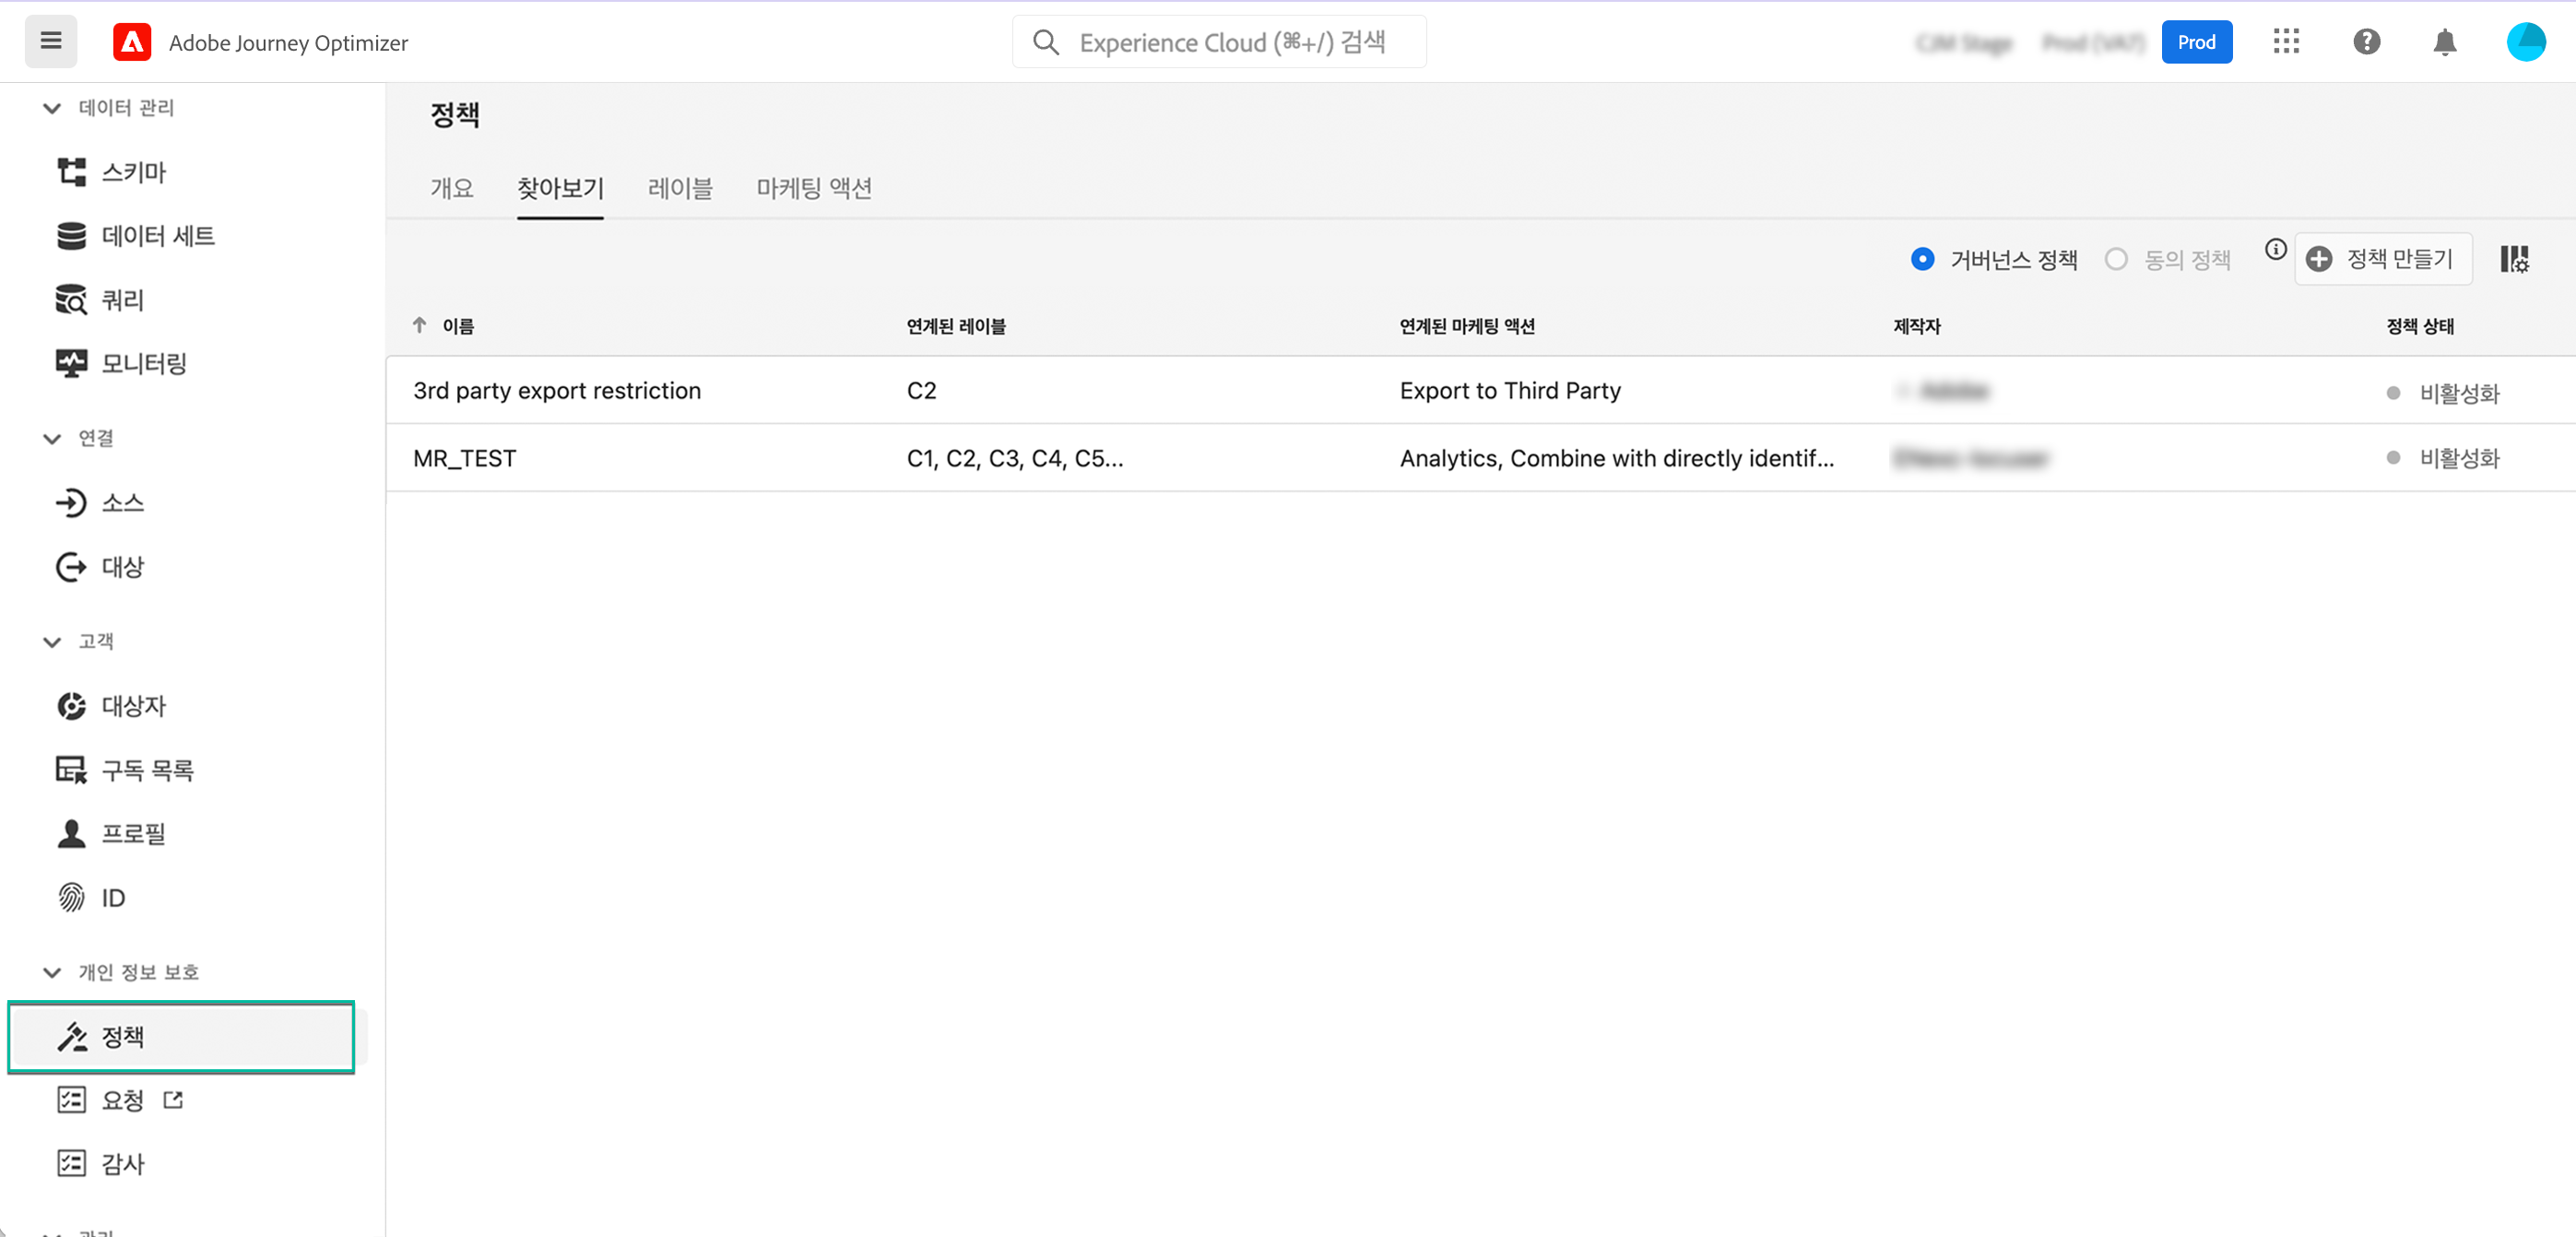 Adobe Journey Optimizer
Experience Cloud (⌘+/) 검색
Prod
데이터 관리
스키마
데이터 세트
쿼리
모니터링
연결
소스
대상
고객
대상자
구독 목록
프로필
ID
개인 정보 보호
정책
요청
감사
정책
개요 찾아보기 레이블 마케팅 액션
거버넌스 정책 동의 정책 정책 만들기
이름 연계된 레이블 연계된 마케팅 액션 제작자 정책 상태
3rd party export restriction C2 Export to Third Party 비활성화
MR_TEST C1, C2, C3, C4, C5... Analytics, Combine with directly identif... 비활성화